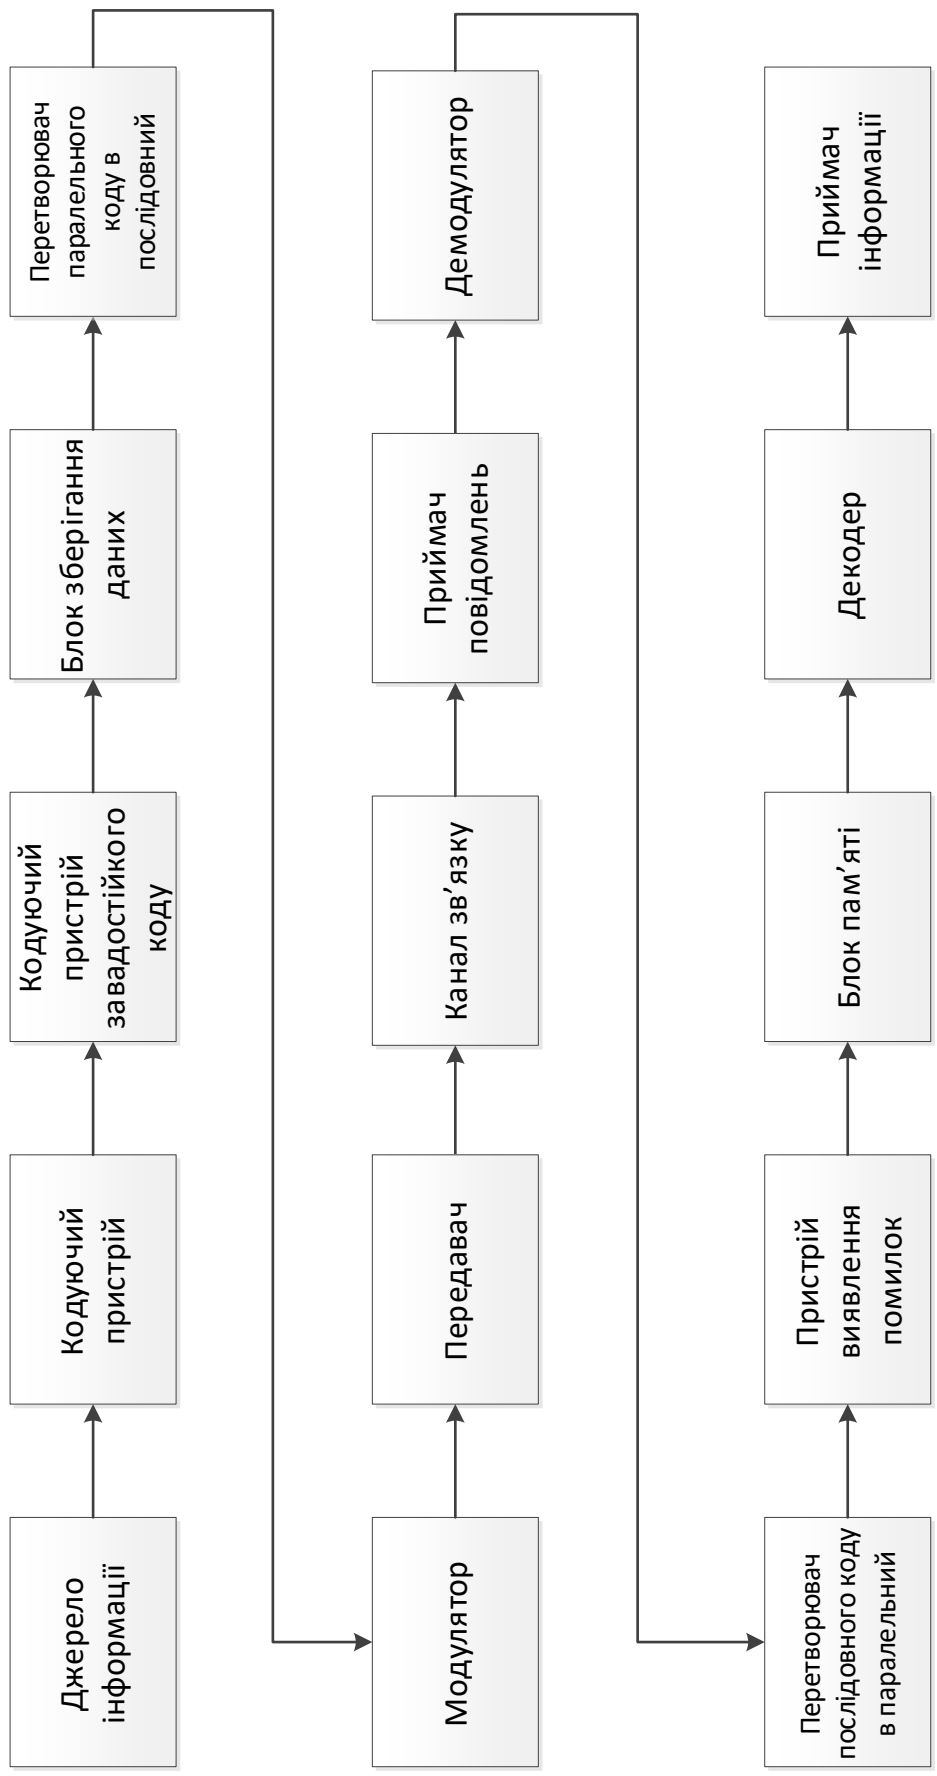 Джерело
інформації
Кодуючий
пристрій
Кодуючий
пристрій
завадостійкого
коду
Блок зберігання
даних
Перетворювач
паралельного
коду в
послідовний
Модулятор
Передавач
Канал зв’язку
Приймач
повідомлень
Демодулятор
Перетворювач
послідовного коду
в паралельний
Пристрій
виявлення
помилок
Блок пам’яті
Декодер
Приймач
інформації